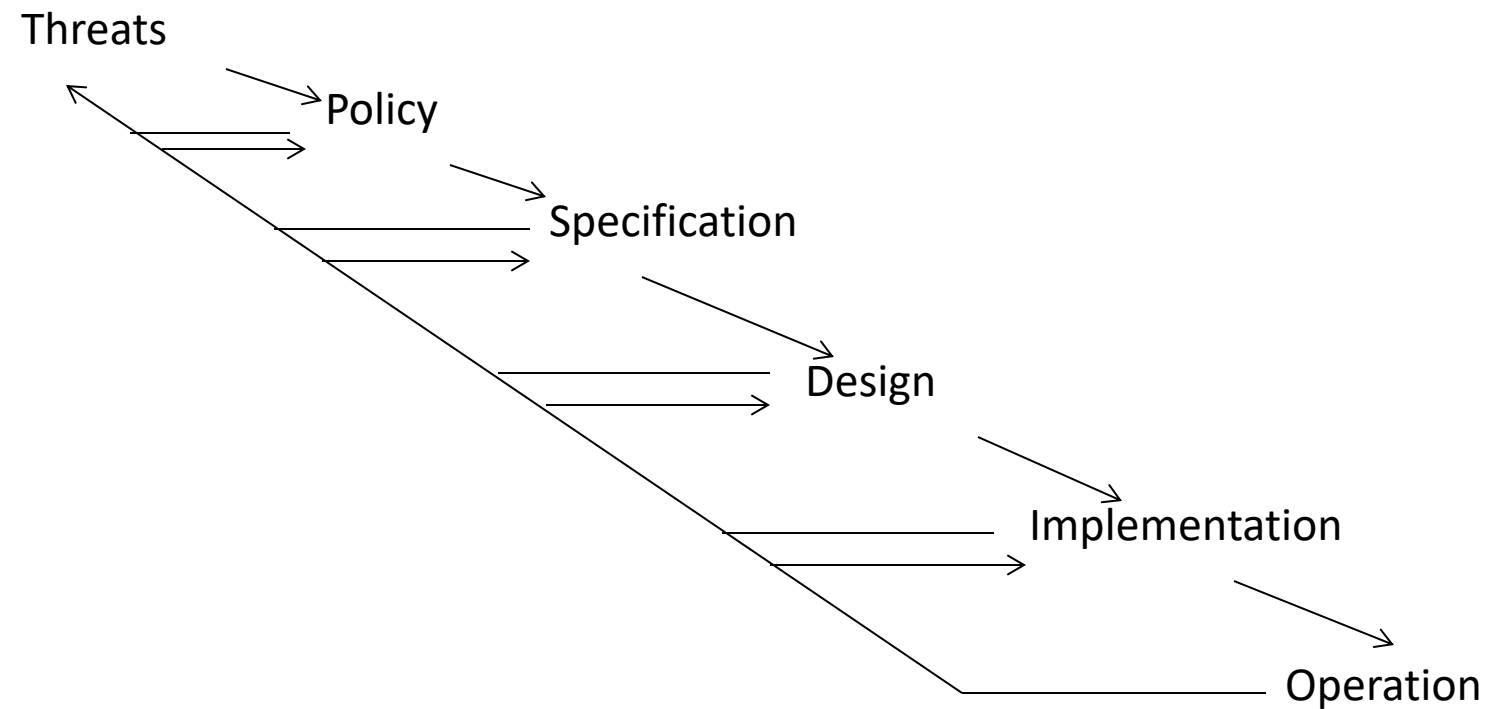 Threats
Policy
Specification
Design
Implementation
Operation